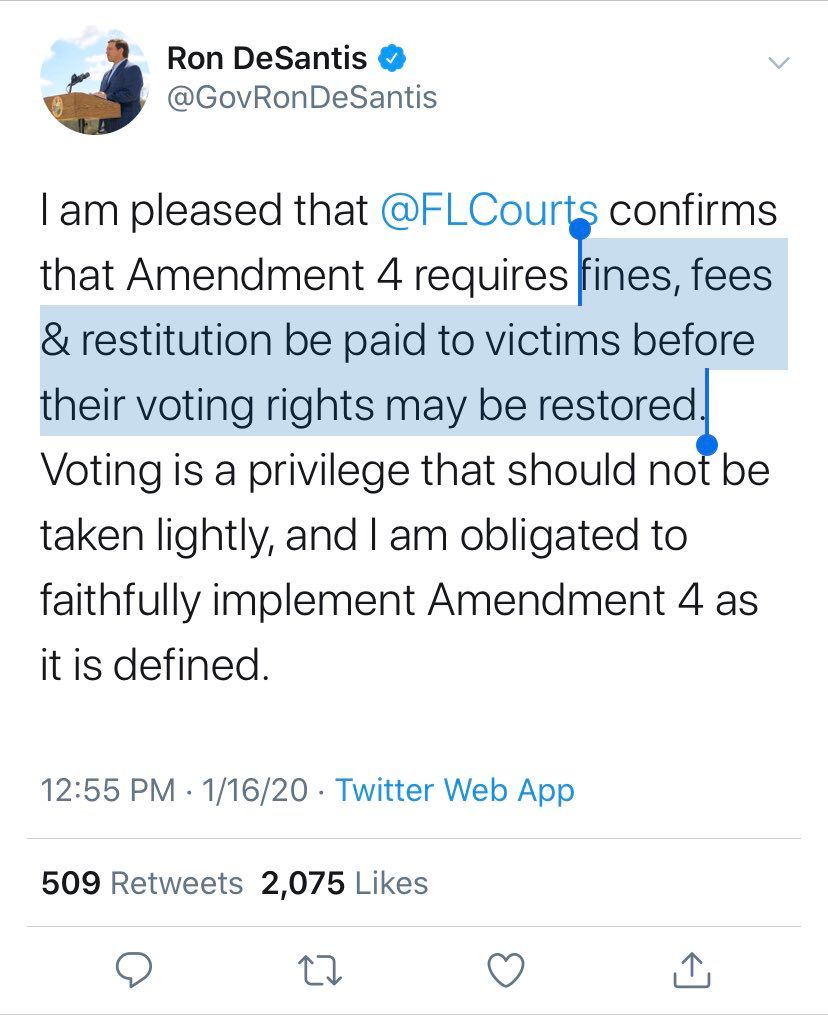 Ron DeSantis
@GovRonDeSantis
I am pleased that @FLCourts confirms
that Amendment 4 requires fines, fees
& restitution be paid to victims before
their voting rights may be restored.
Voting is a privilege that should not be
taken lightly, and I am obligated to
faithfully implement Amendment 4 as
it is defined.
12:55 PM · 1/16/20 · Twitter Web App
509 Retweets 2,075 Likes